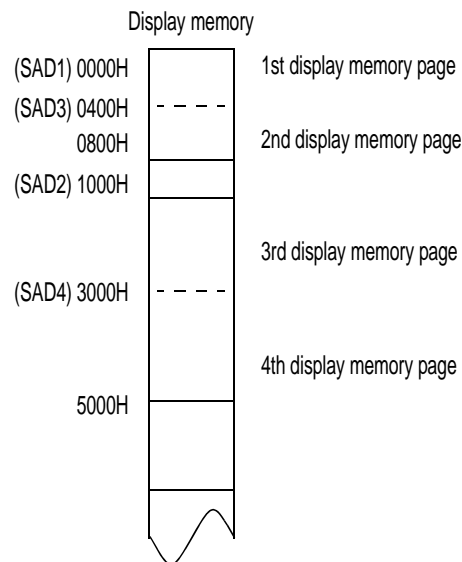 Display memory
(SAD1) 0000H 1st display memory page
(SAD3) 0400H
0800H 2nd display memory page
(SAD2) 1000H
3rd display memory page
(SAD4) 3000H
4th display memory page
5000H